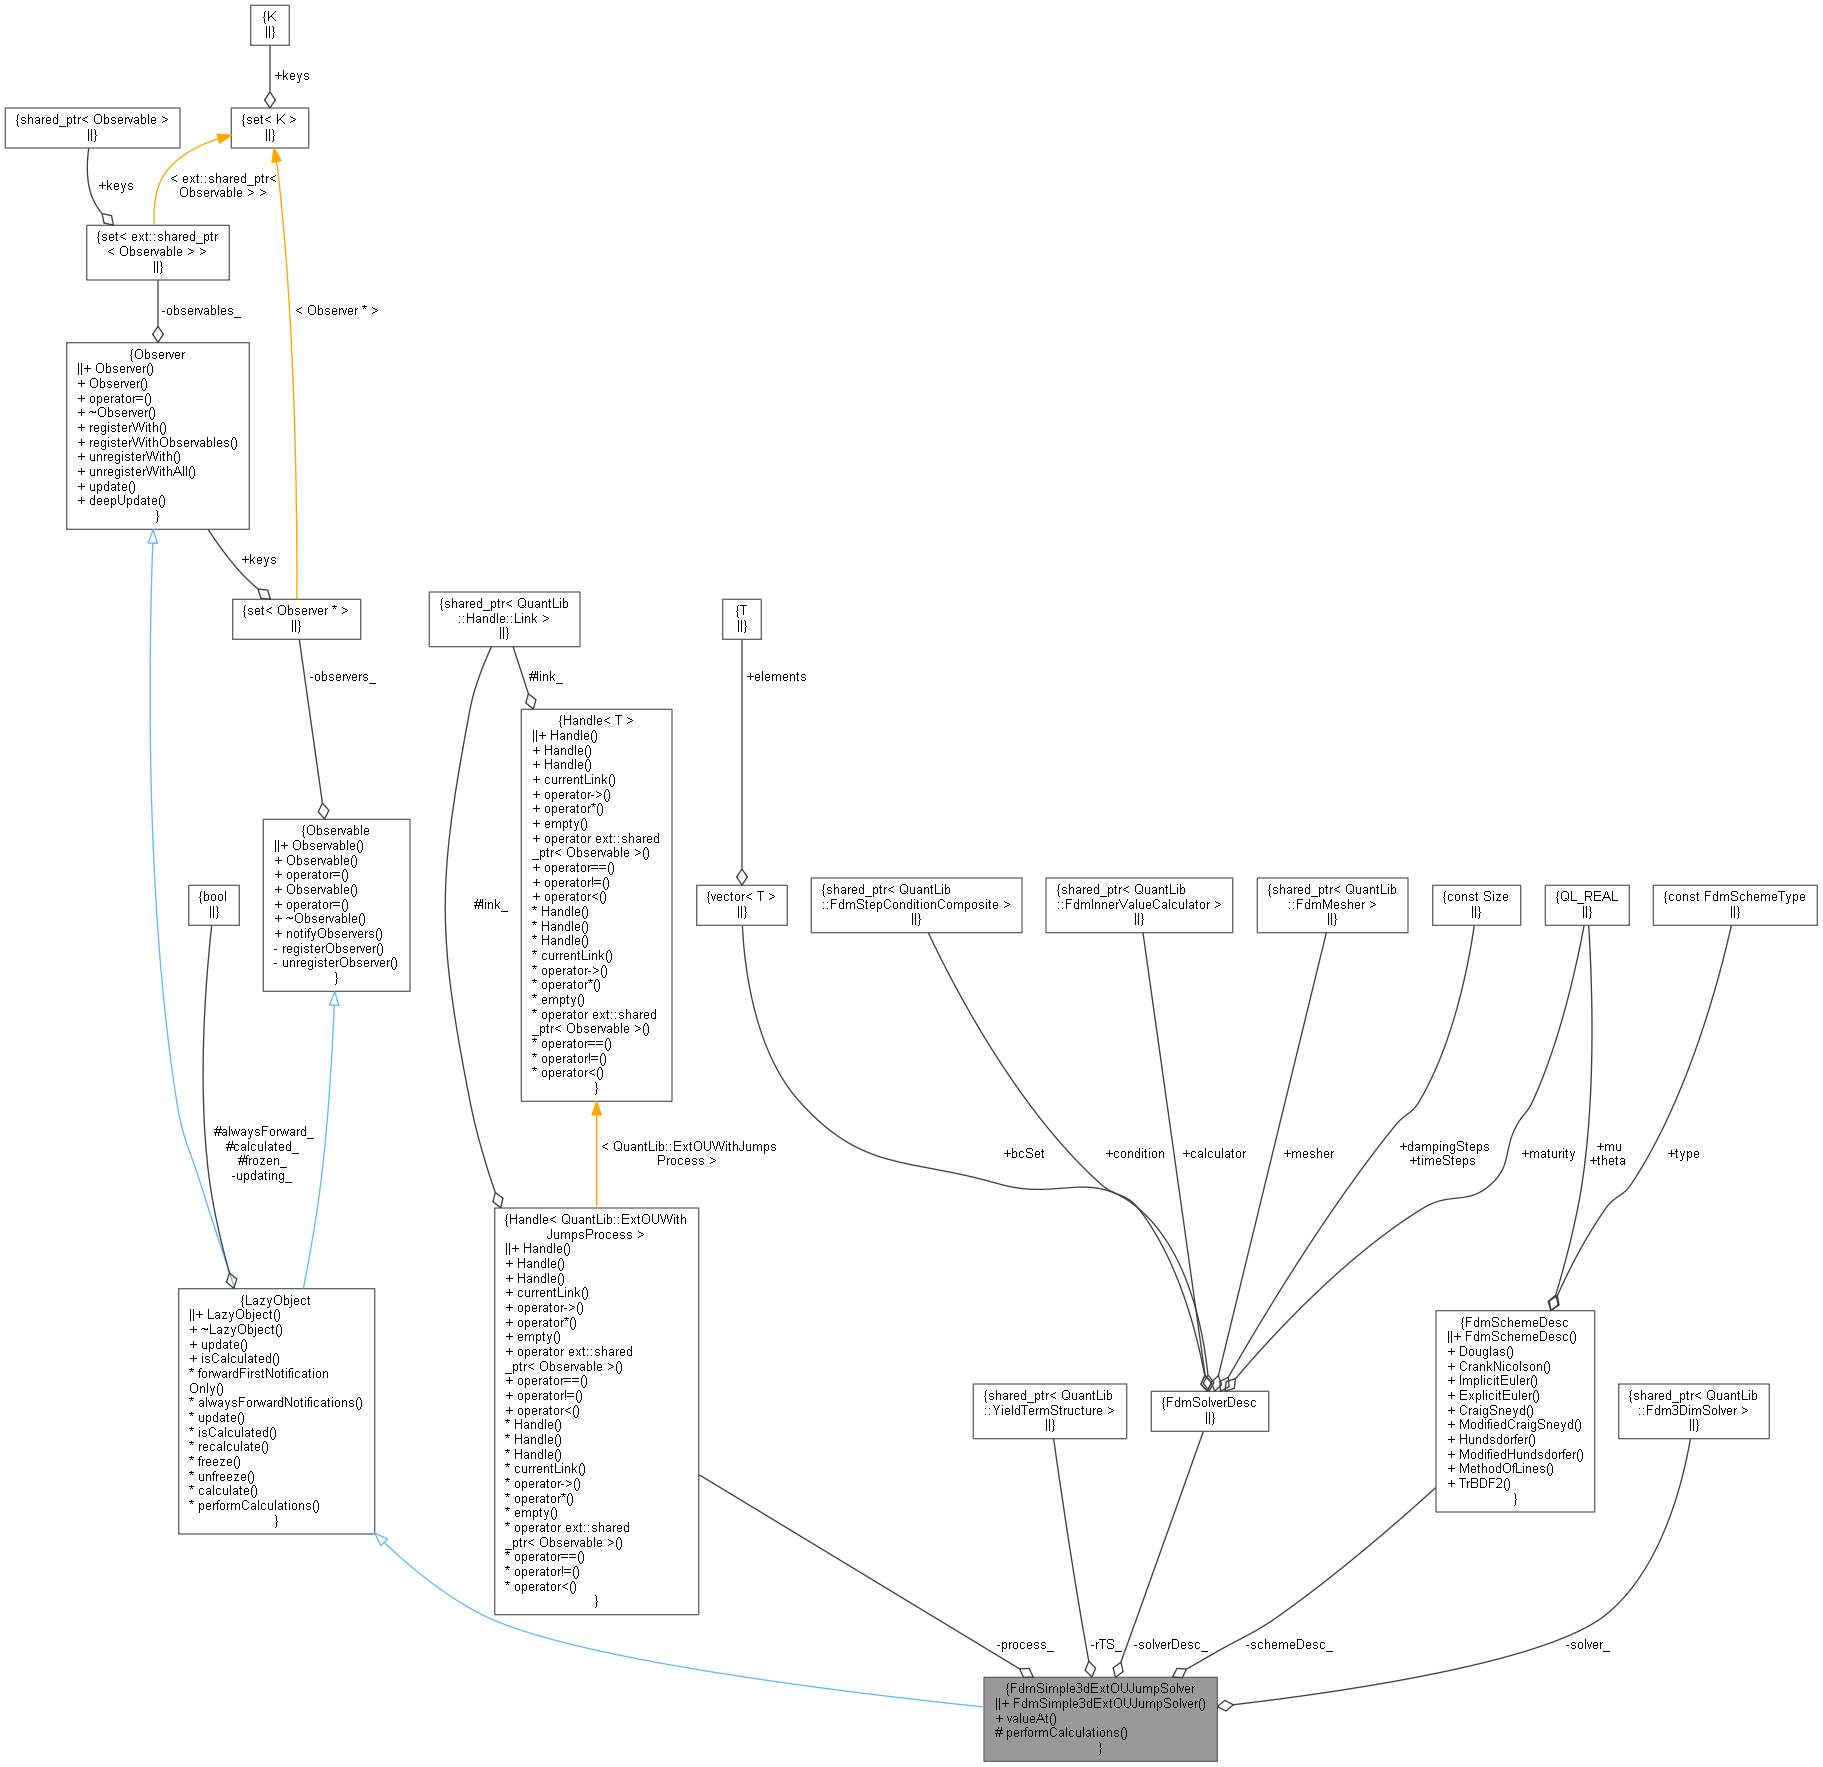 {K
||}
+keys
{shared_ptr< Observable >
||}
{set< K >
||}
+keys
< ext::shared_ptr<
Observable > >
{set< ext::shared_ptr
< Observable > >
||}
-observables_
< Observer * >
{Observer
||+ Observer()
+ Observer()
+ operator=()
+ ~Observer()
+ registerWith()
+ registerWithObservables()
+ unregisterWith()
+ unregisterWithAll()
+ update()
+ deepUpdate()
}
+keys
{set< Observer * >
||}
-observers_
{shared_ptr< QuantLib
::Handle::Link >
||}
#link_
{T
||}
+elements
{Handle< T >
||+ Handle()
+ Handle()
+ Handle()
+ currentLink()
+ operator->()
+ operator*()
+ empty()
+ operator ext::shared
_ptr< Observable >()
+ operator==()
+ operator!=()
+ operator<()
* Handle()
* Handle()
* Handle()
* currentLink()
* operator->()
* operator*()
* empty()
* operator ext::shared
_ptr< Observable >()
* operator==()
* operator!=()
* operator<()
}
{Observable
||+ Observable()
+ Observable()
+ operator=()
+ Observable()
+ operator=()
+ ~Observable()
+ notifyObservers()
- registerObserver()
- unregisterObserver()
}
{bool
||}
#link_
{vector< T >
||}
{shared_ptr< QuantLib
::FdmStepConditionComposite >
||}
{shared_ptr< QuantLib
::FdmInnerValueCalculator >
||}
{shared_ptr< QuantLib
::FdmMesher >
||}
{const Size
||}
{QL_REAL
||}
{const FdmSchemeType
||}
#alwaysForward_
#calculated_
#frozen_
-updating_
< QuantLib::ExtOUWithJumps
Process >
+bcSet
+condition
+calculator
+mesher
+dampingSteps
+timeSteps
+maturity
+mu
+theta
+type
{Handle< QuantLib::ExtOUWith
JumpsProcess >
||+ Handle()
+ Handle()
+ Handle()
+ currentLink()
+ operator->()
+ operator*()
+ empty()
+ operator ext::shared
_ptr< Observable >()
+ operator==()
+ operator!=()
+ operator<()
* Handle()
* Handle()
* Handle()
* currentLink()
* operator->()
* operator*()
* empty()
* operator ext::shared
_ptr< Observable >()
* operator==()
* operator!=()
* operator<()
}
{LazyObject
||+ LazyObject()
+ ~LazyObject()
+ update()
+ isCalculated()
* forwardFirstNotification
Only()
* alwaysForwardNotifications()
* update()
* isCalculated()
* recalculate()
* freeze()
* unfreeze()
* calculate()
* performCalculations()
}
{shared_ptr< QuantLib
::YieldTermStructure >
||}
{FdmSolverDesc
||}
{FdmSchemeDesc
||+ FdmSchemeDesc()
+ Douglas()
+ CrankNicolson()
+ ImplicitEuler()
+ ExplicitEuler()
+ CraigSneyd()
+ ModifiedCraigSneyd()
+ Hundsdorfer()
+ ModifiedHundsdorfer()
+ MethodOfLines()
+ TrBDF2()
}
{shared_ptr< QuantLib
::Fdm3DimSolver >
||}
-process_
-rTS_
-solverDesc_
-schemeDesc_
-solver_
{FdmSimple3dExtOUJumpSolver
||+ FdmSimple3dExtOUJumpSolver()
+ valueAt()
# performCalculations()
}